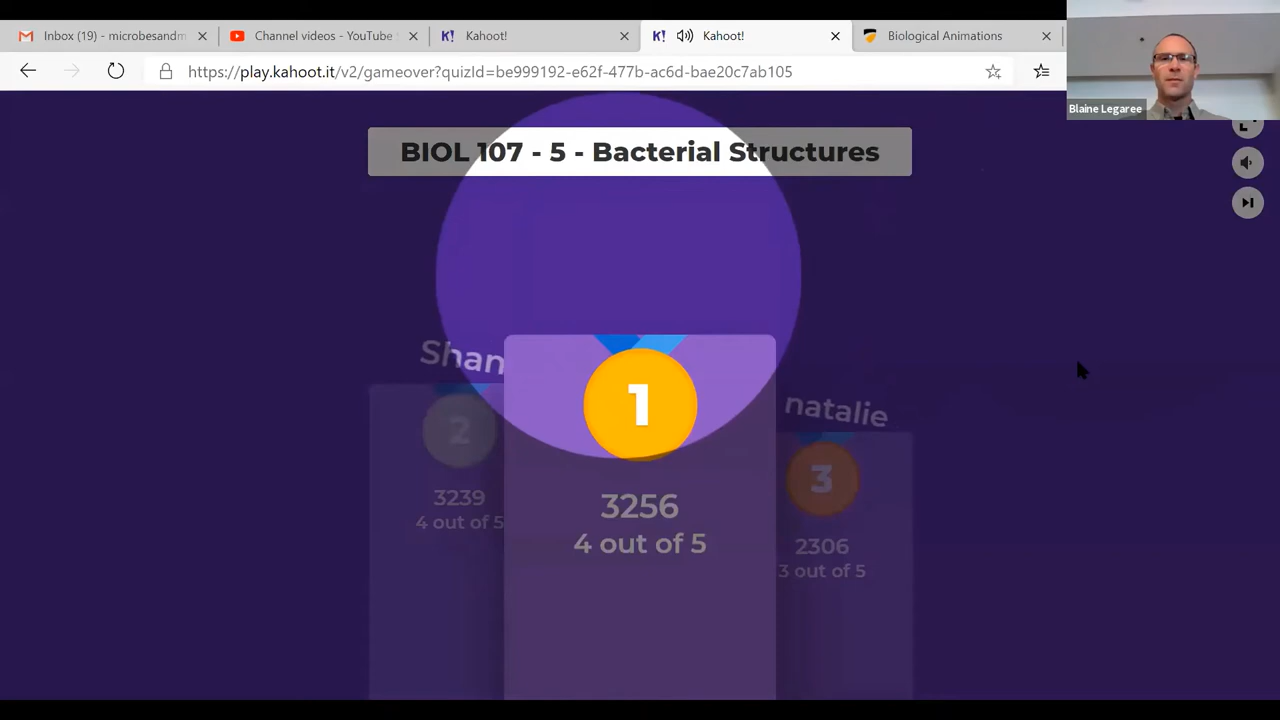 Inbox (19) - microbesandm
Channel videos - YouTube
Kahoot!
Kahoot!
Biological Animations
https://play.kahoot.it/v2/gameover?quizId=be999192-e62f-477b-ac6d-bae20c7ab105
Blaine Legaree
BIOL 107 - 5 - Bacterial Structures
Shan
natalie
1
2
3
3256
4 out of 5
3239
4 out of 5
2306
3 out of 5